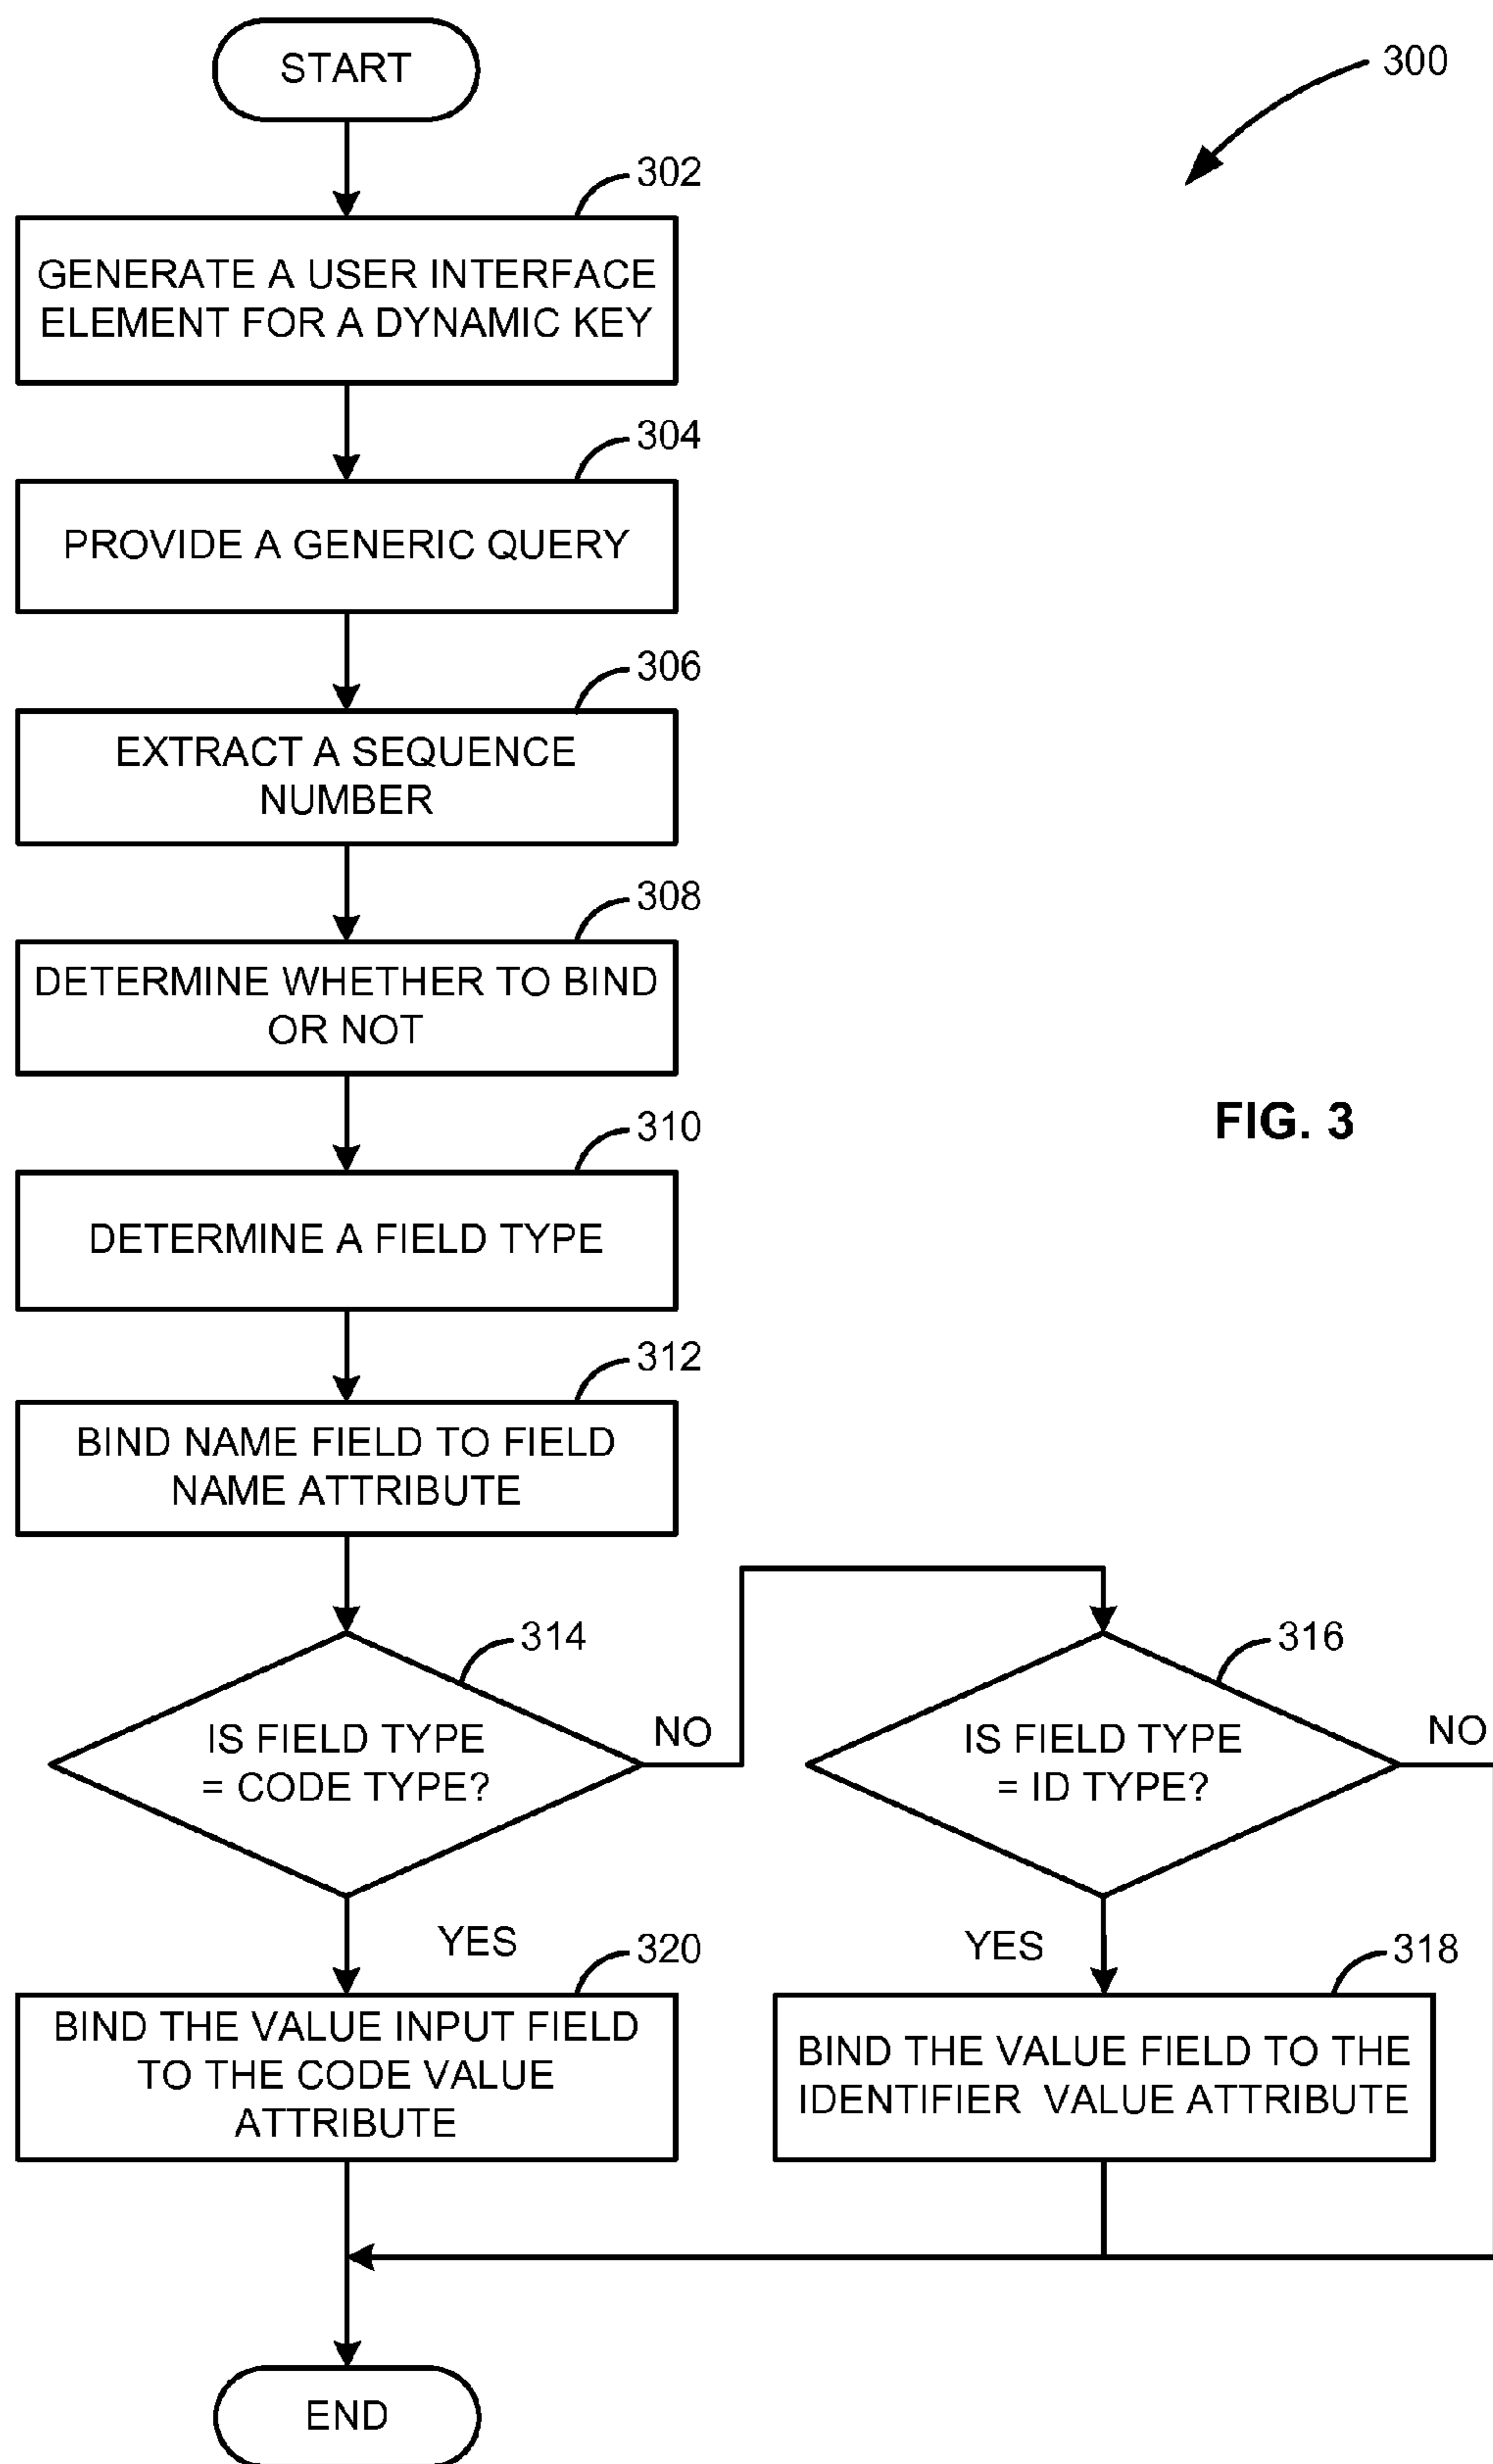 START
300
302
GENERATE A USER INTERFACE
ELEMENT FOR A DYNAMIC KEY
304
PROVIDE A GENERIC QUERY
306
EXTRACT A SEQUENCE
NUMBER
308
DETERMINE WHETHER TO BIND
OR NOT
310
DETERMINE A FIELD TYPE
FIG. 3
312
BIND NAME FIELD TO FIELD
NAME ATTRIBUTE
314
IS FIELD TYPE
= CODE TYPE?
NO
316
IS FIELD TYPE
= ID TYPE?
NO
YES
320
BIND THE VALUE INPUT FIELD
TO THE CODE VALUE
ATTRIBUTE
YES
318
BIND THE VALUE FIELD TO THE
IDENTIFIER VALUE ATTRIBUTE
END